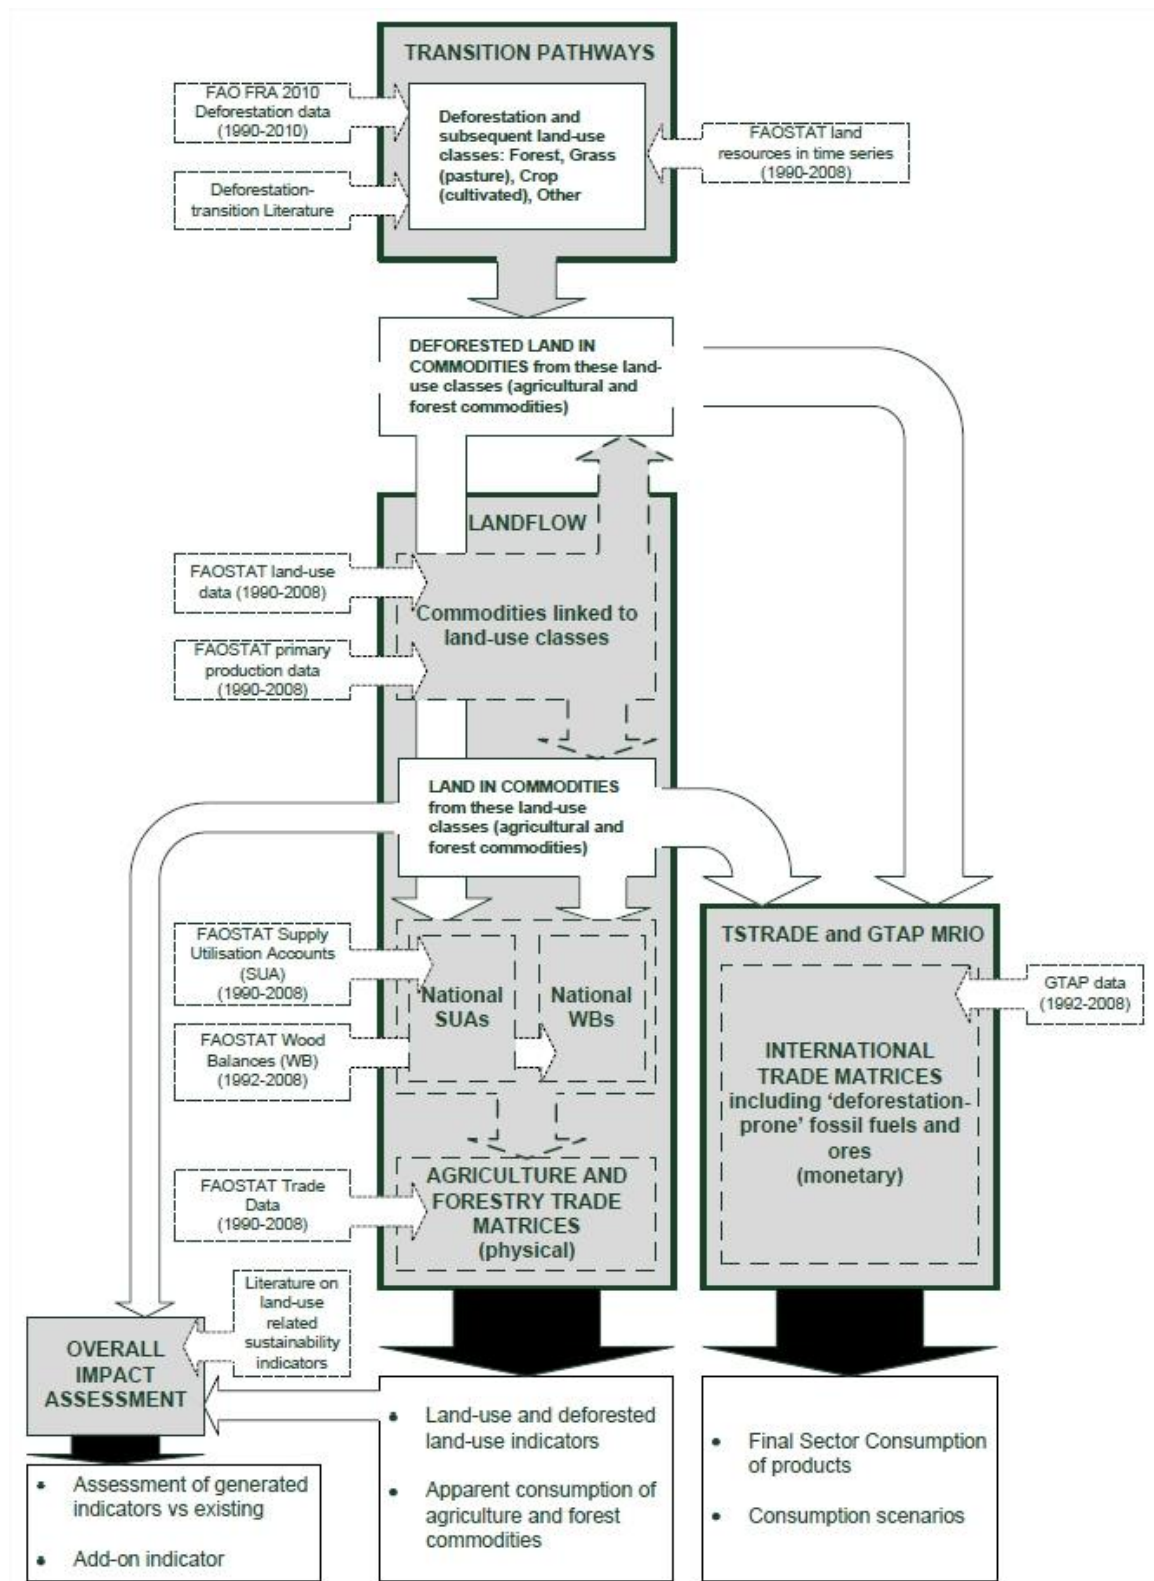 TRANSITION PATHWAYS
FAO FRA 2010
Deforestation data
(1990-2010)
Deforestation-
transition Literature
Deforestation and
subsequent land-use
classes: Forest, Grass
(pasture), Crop
(cultivated), Other
FAOSTAT land
resources in time series
(1990-2008)
DEFORESTED LAND IN
COMMODITIES from these land-
use classes (agricultural and
forest commodities)
LANDFLOW
FAOSTAT land-use
data (1990-2008)
FAOSTAT primary
production data
(1990-2008)
Commodities linked to
land-use classes
LAND IN COMMODITIES
from these land-use
classes (agricultural and
forest commodities)
FAOSTAT Supply
Utilisation Accounts
(SUA)
(1990-2008)
FAOSTAT Wood
Balances (WB)
(1992-2008)
National
SUAs
National
WBs
FAOSTAT Trade
Data
(1990-2008)
AGRICULTURE AND
FORESTRY TRADE
MATRICES
(physical)
TSTRADE and GTAP MRIO
GTAP data
(1992-2008)
INTERNATIONAL
TRADE MATRICES
including ‘deforestation-
prone’ fossil fuels and
ores
(monetary)
Literature on
land-use
related
sustainability
indicators
OVERALL
IMPACT
ASSESSMENT
• Assessment of generated
indicators vs existing
• Add-on indicator
• Land-use and deforested
land-use indicators
• Apparent consumption of
agriculture and forest
commodities
• Final Sector Consumption
of products
• Consumption scenarios